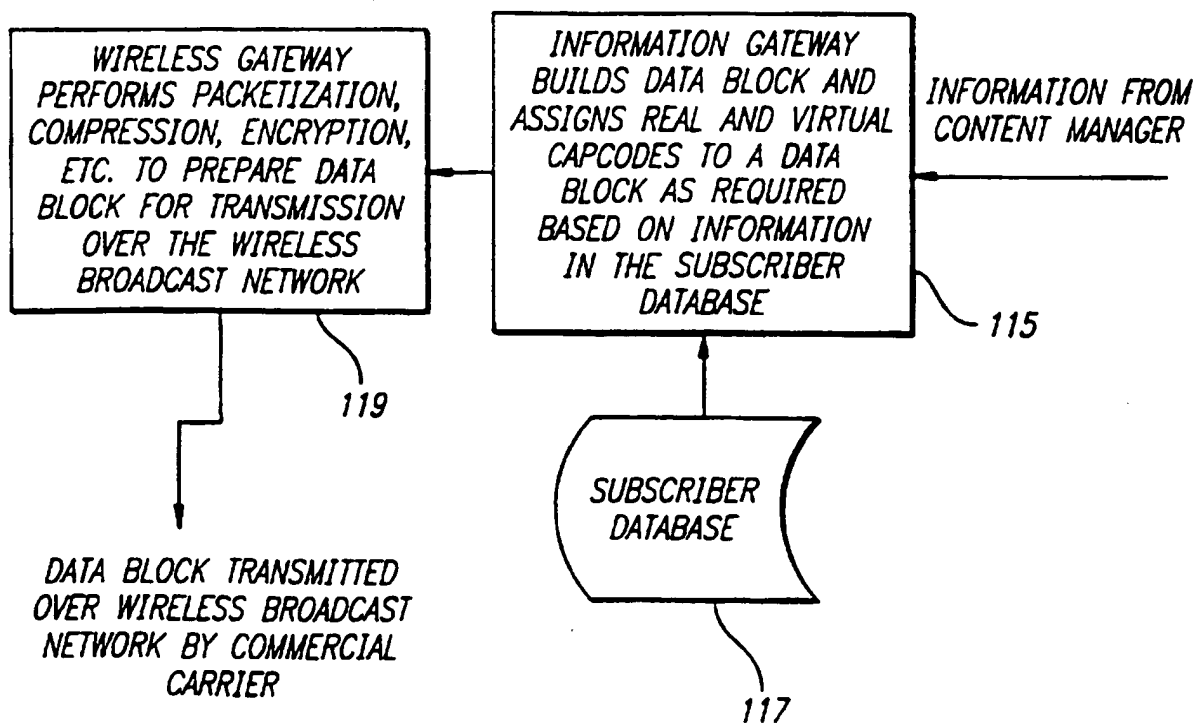 WIRELESS GATEWAY
PERFORMS PACKETIZATION,
COMPRESSION, ENCRYPTION,
ETC. TO PREPARE DATA
BLOCK FOR TRANSMISSION
OVER THE WIRELESS
BROADCAST NETWORK
119
INFORMATION GATEWAY
BUILDS DATA BLOCK AND
ASSIGNS REAL AND VIRTUAL
CAPCODES TO A DATA
BLOCK AS REQUIRED
BASED ON INFORMATION
IN THE SUBSCRIBER
DATABASE
115
INFORMATION FROM
CONTENT MANAGER
SUBSCRIBER
DATABASE
117
DATA BLOCK TRANSMITTED
OVER WIRELESS BROADCAST
NETWORK BY COMMERCIAL
CARRIER